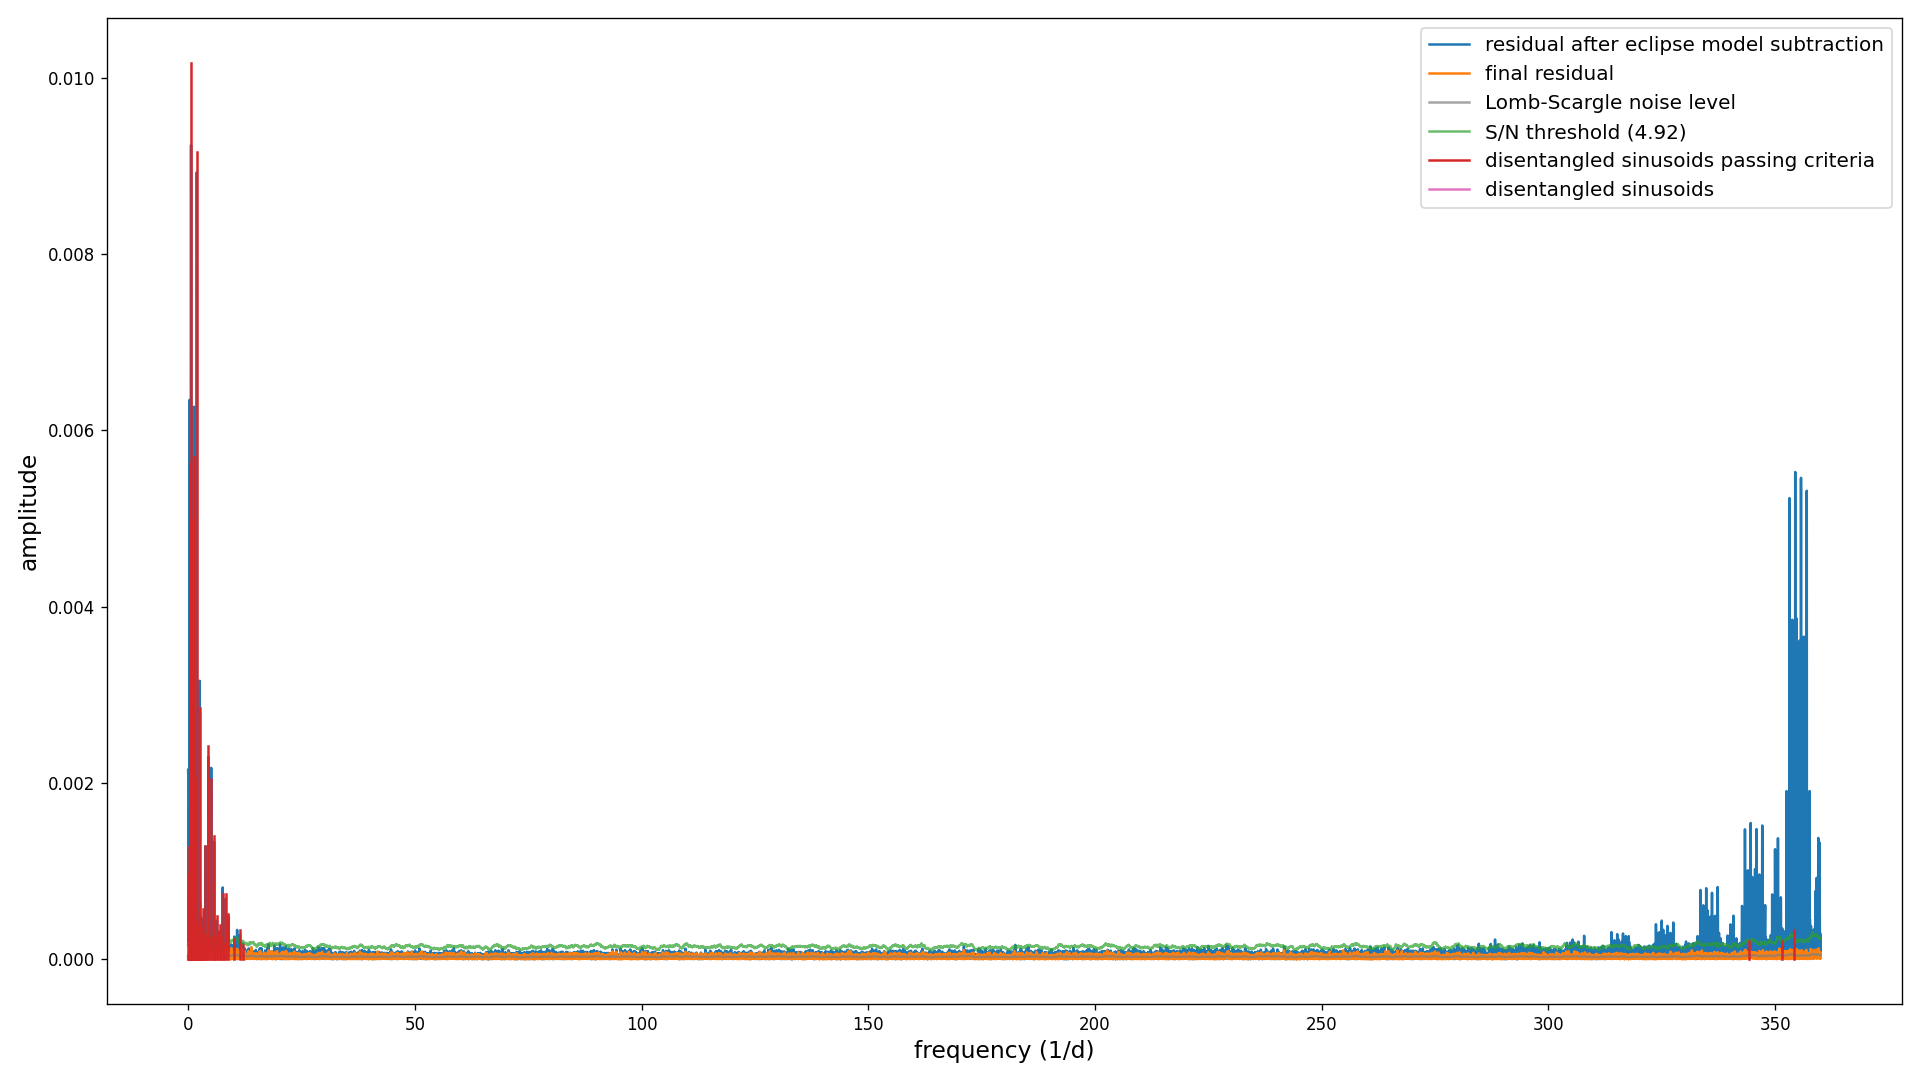 residual after eclipse model subtraction
final residual
Lomb-Scargle noise level
S/N threshold (4.92)
disentangled sinusoids passing criteria
disentangled sinusoids
amplitude
0.010
0.008
0.006
0.004
0.002
0.000
0 50 100 150 200 250 300 350
frequency (1/d)